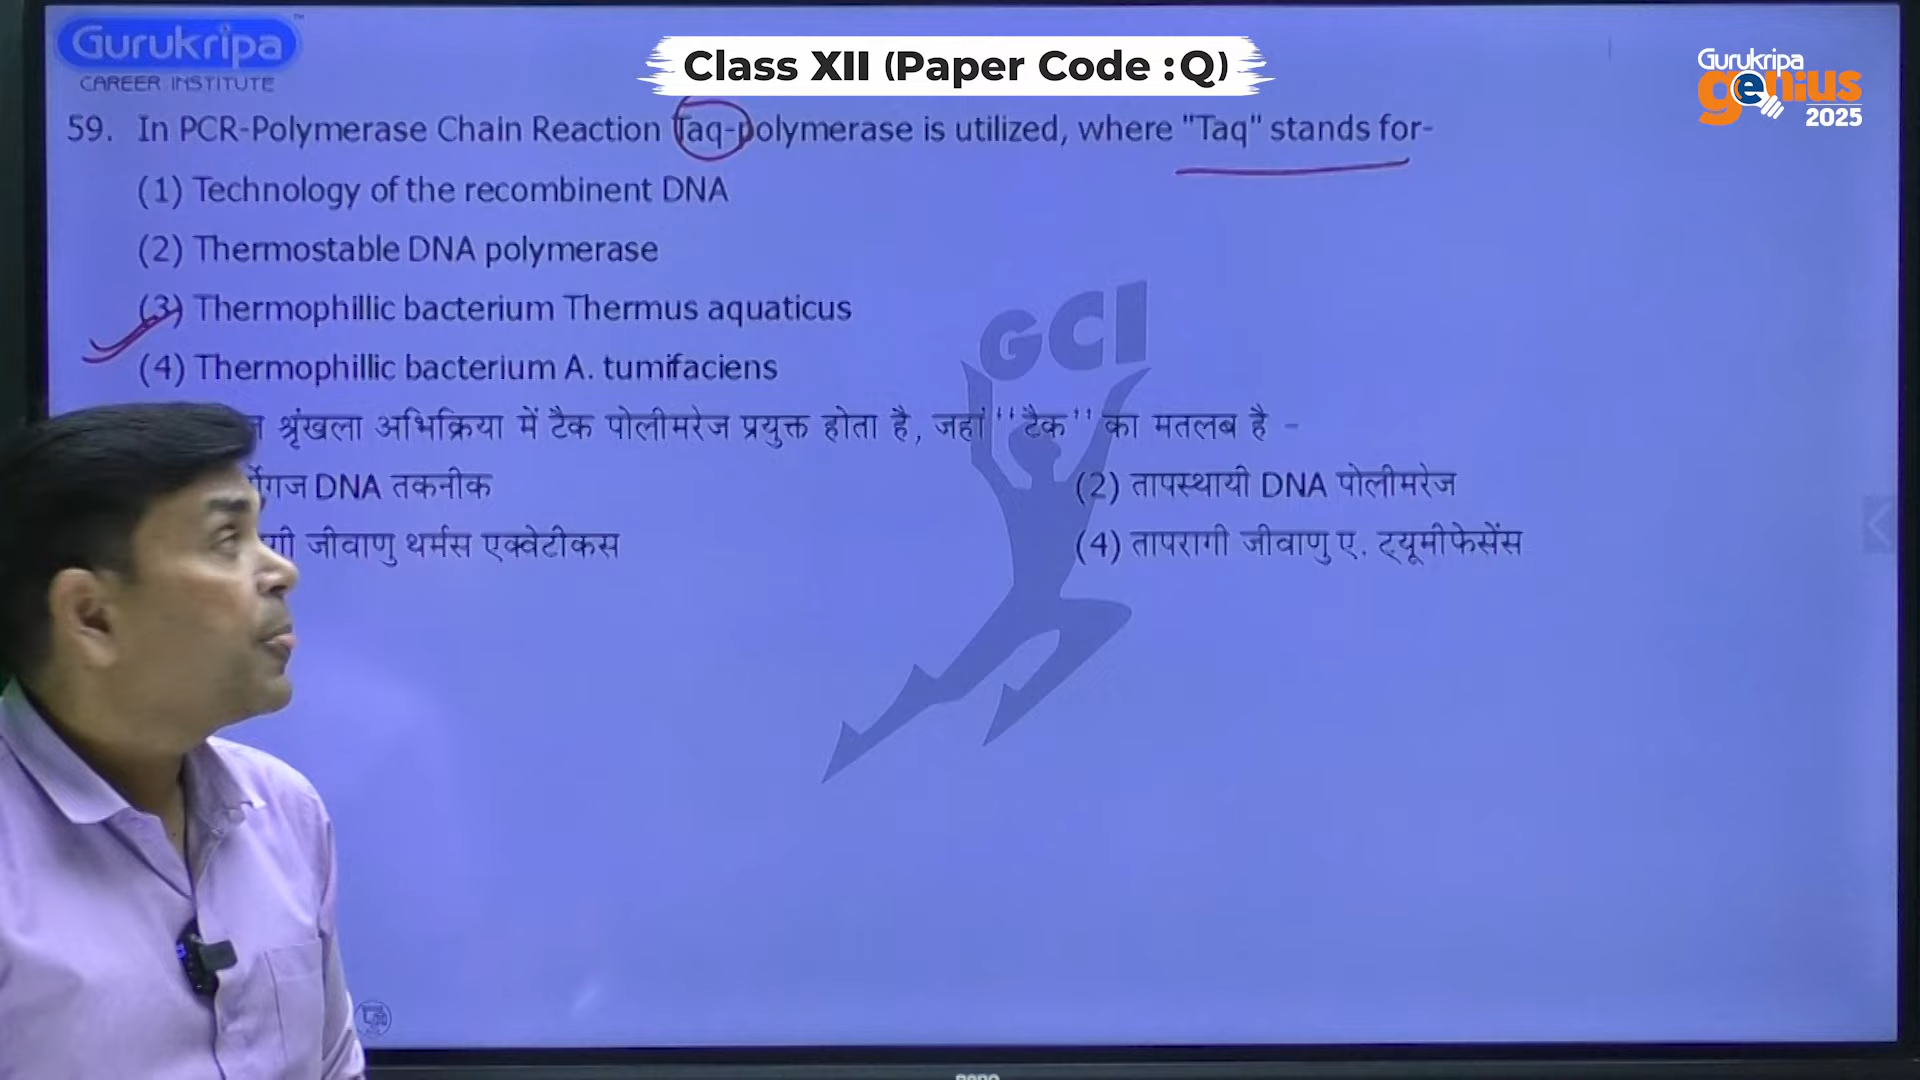 Gurukripa
CAREER INSTITUTE
Class XII (Paper Code :Q)
Gurukripa
genius
2025
59. In PCR-Polymerase Chain Reaction Taq-polymerase is utilized, where "Taq" stands for-
(1) Technology of the recombinent DNA
(2) Thermostable DNA polymerase
(3) Thermophillic bacterium Thermus aquaticus
(4) Thermophillic bacterium A. tumifaciens
श्रृंखला अभिक्रिया में टैक पोलीमरेज प्रयुक्त होता है, जहां ''टैक'' का मतलब है -
DNA तकनीक (2) तापस्थायी DNA पोलीमरेज
जीवाणु थर्मस एक्वेटीकस (4) तापरागी जीवाणु ए. ट्यूमीफेसेंस
GCI